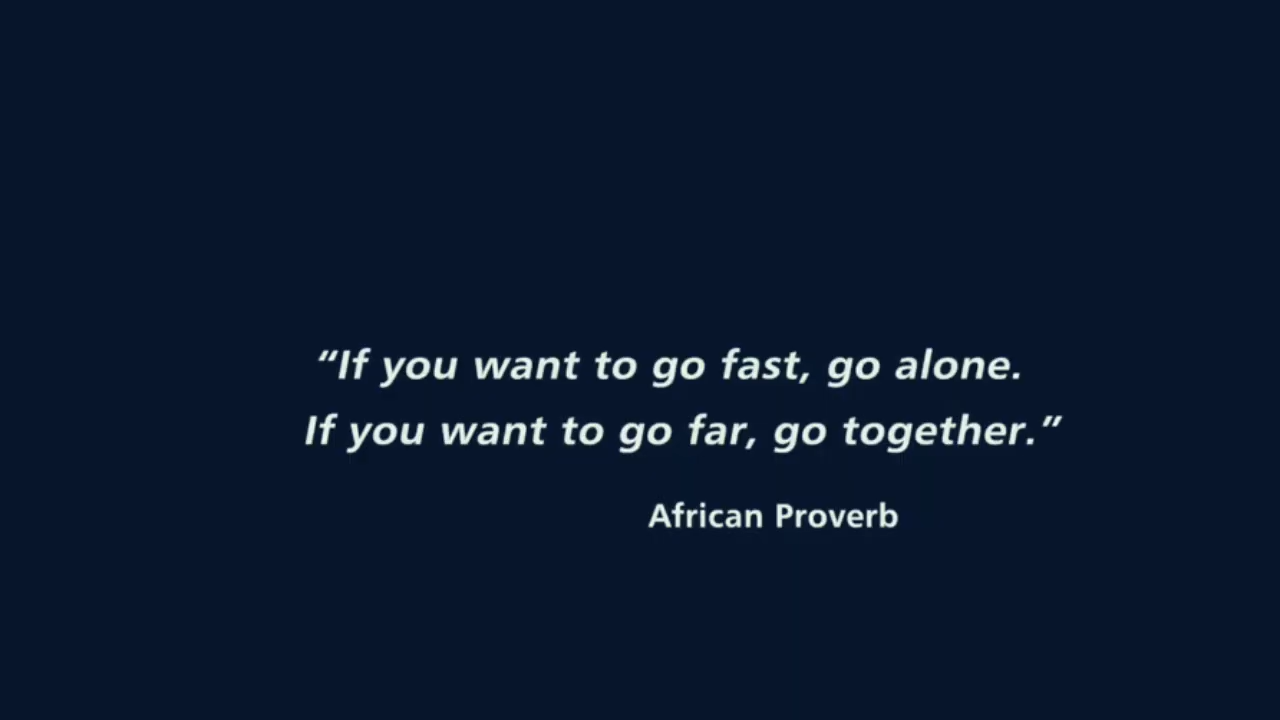 “If you want to go fast, go alone.
If you want to go far, go together.”
African Proverb